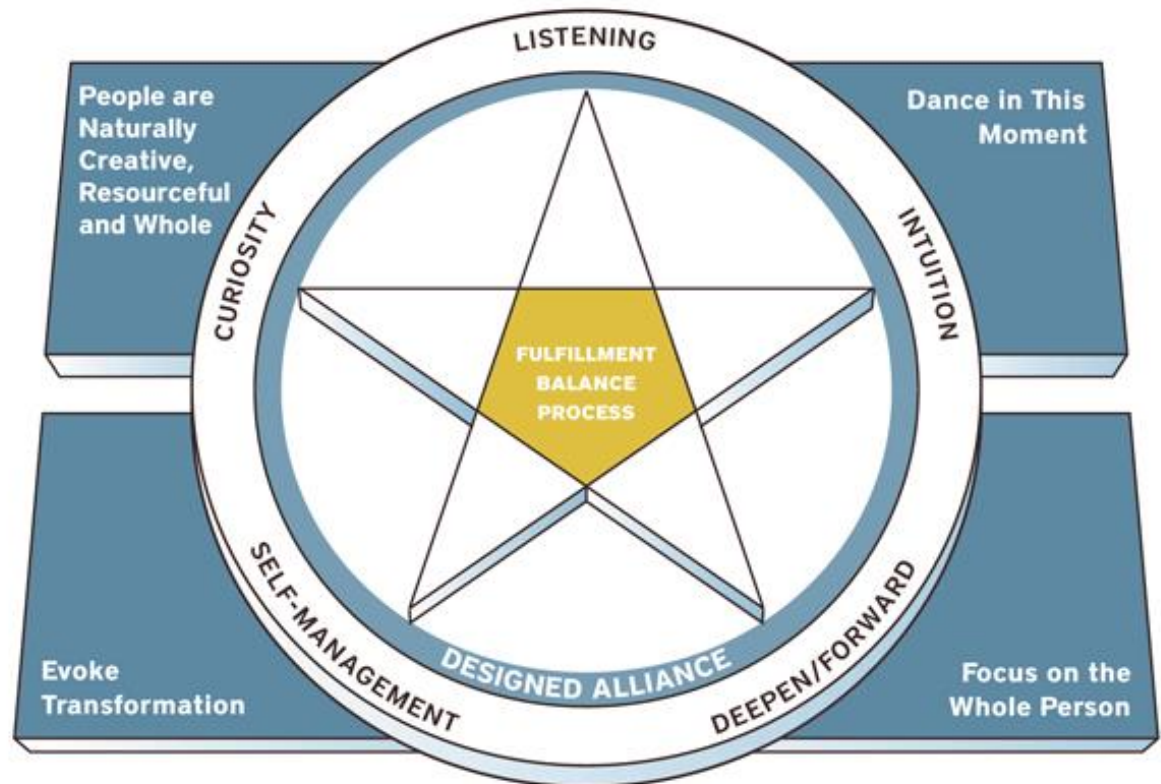 LISTENING
People are
Naturally
Creative,
Resourceful
and Whole
Dance in This
Moment
CURIOSITY
INTUITION
FULFILLMENT
BALANCE
PROCESS
SELF-MANAGEMENT
DESIGNED ALLIANCE
DEEPEN/FORWARD
Evoke
Transformation
Focus on the
Whole Person